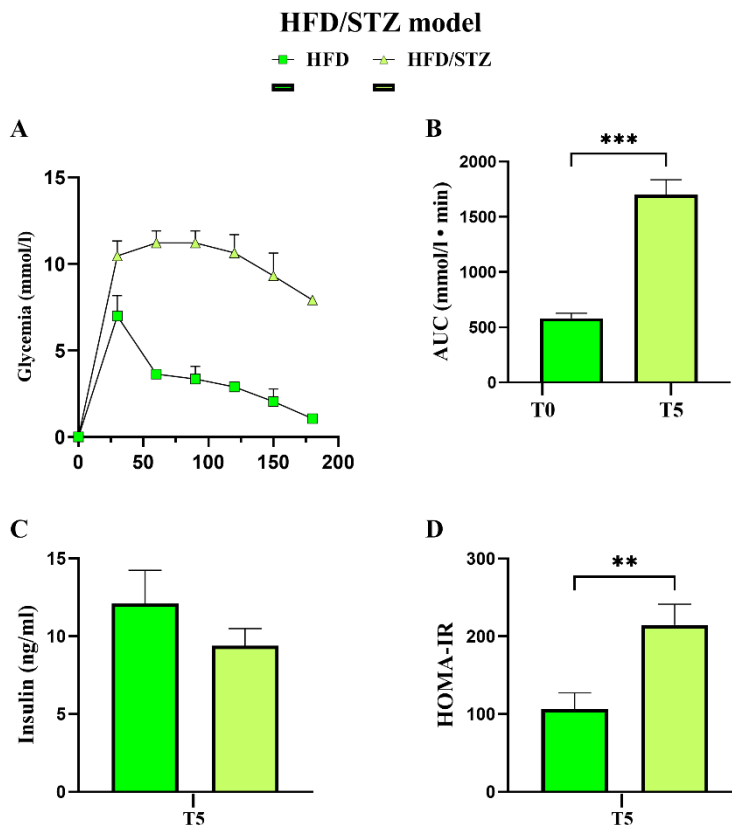 HFD/STZ model
HFD HFD/STZ
A
Glycemia (mmol/l)
15
10
5
0
0 50 100 150 200
B
***
AUC (mmol/l • min)
2000
1500
1000
500
0
T0 T5
C
Insulin (ng/ml)
15
10
5
0
T5
D
**
HOMA-IR
300
200
100
0
T5